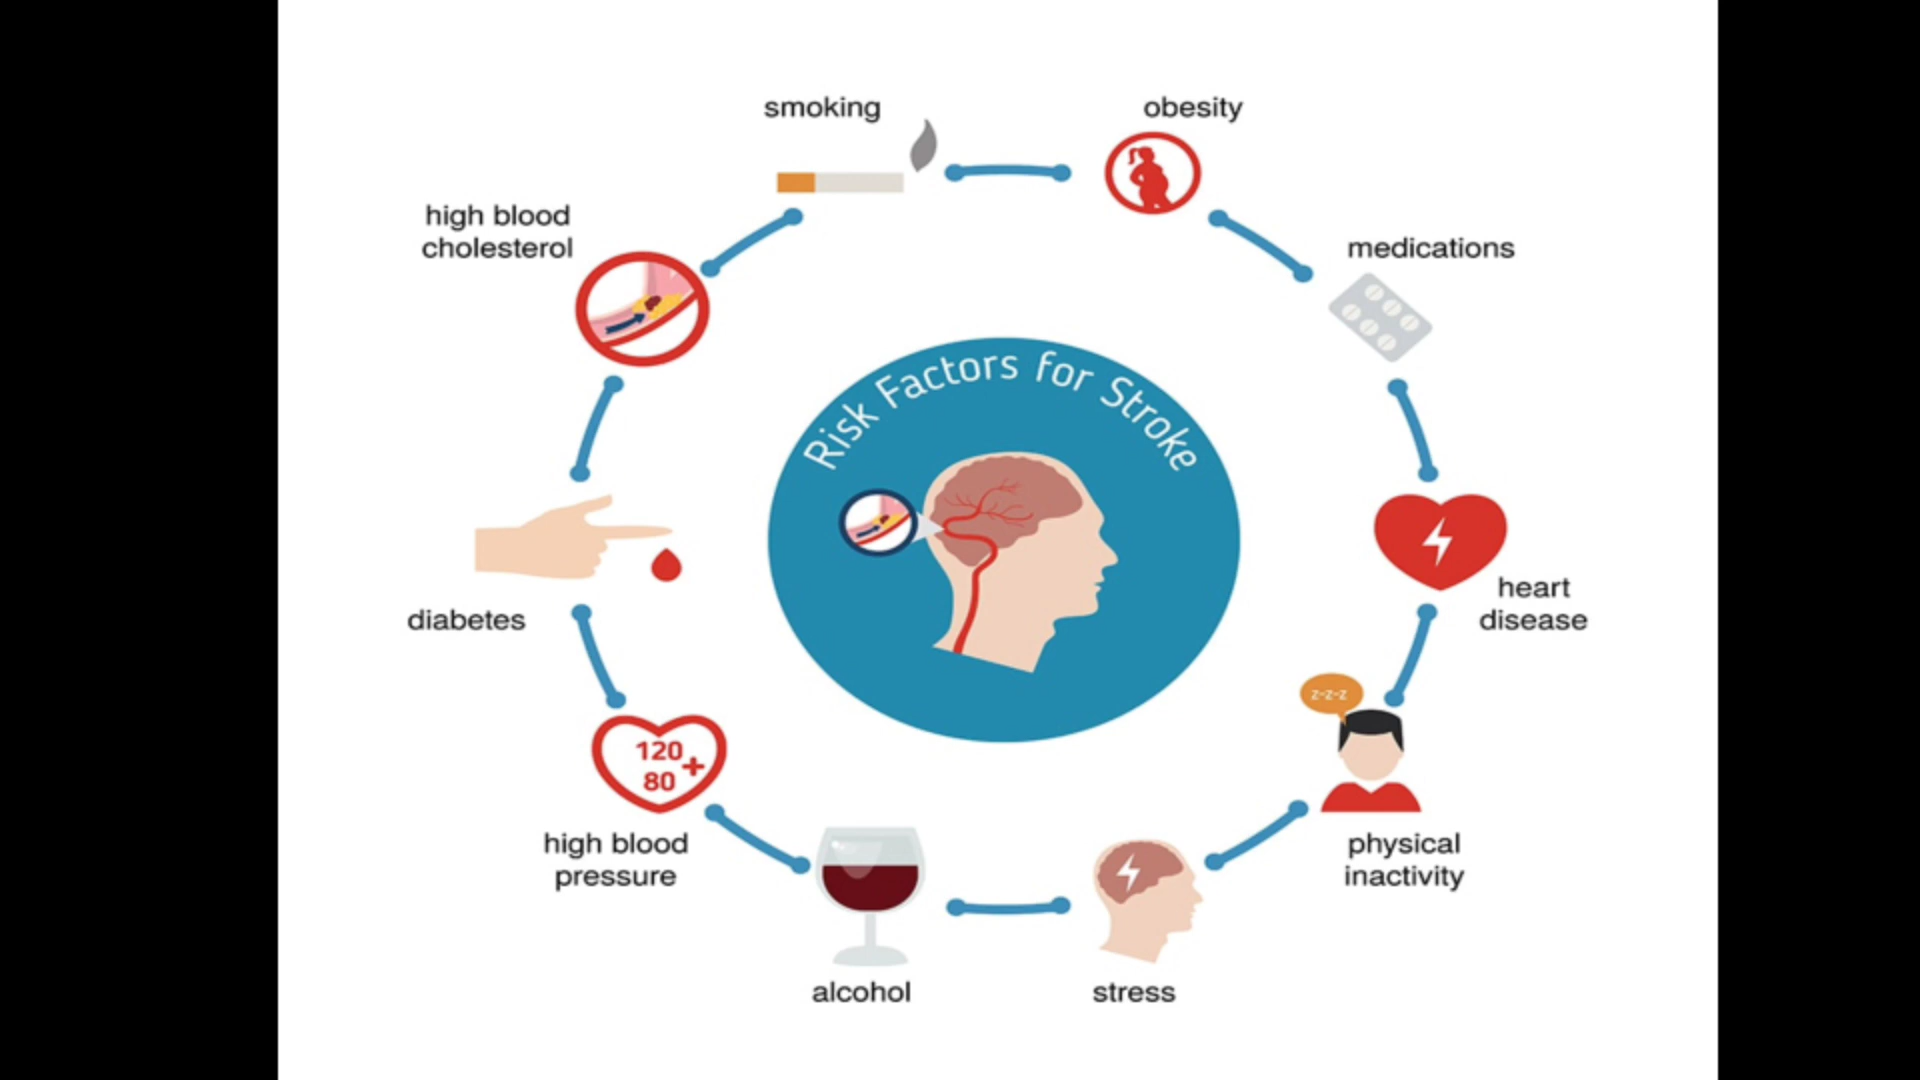 smoking
obesity
high blood
cholesterol
medications
Risk Factors for Stroke
heart
disease
diabetes
z-z-z
120
80 +
high blood
pressure
physical
inactivity
alcohol
stress